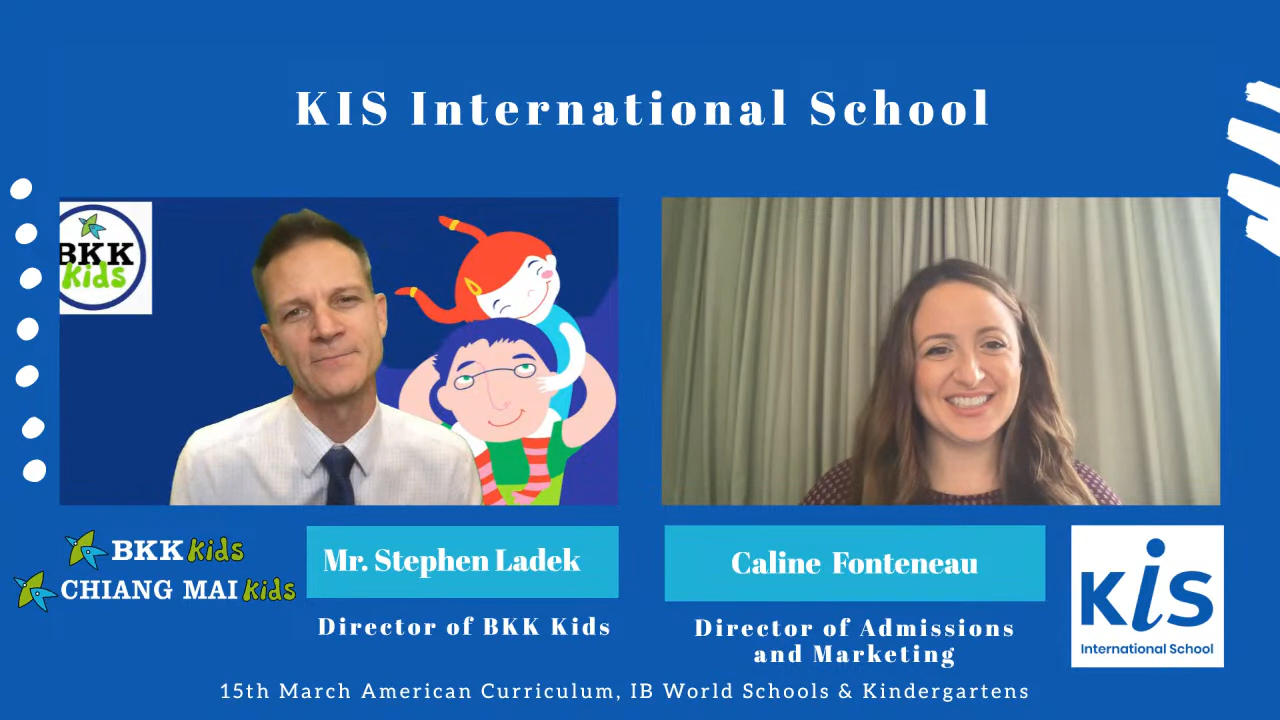 KIS International School
BKK
kids
BKK kids
CHIANG MAI kids
Mr. Stephen Ladek
Director of BKK Kids
Caline Fonteneau
Director of Admissions
and Marketing
KiS
International School
15th March American Curriculum, IB World Schools & Kindergartens